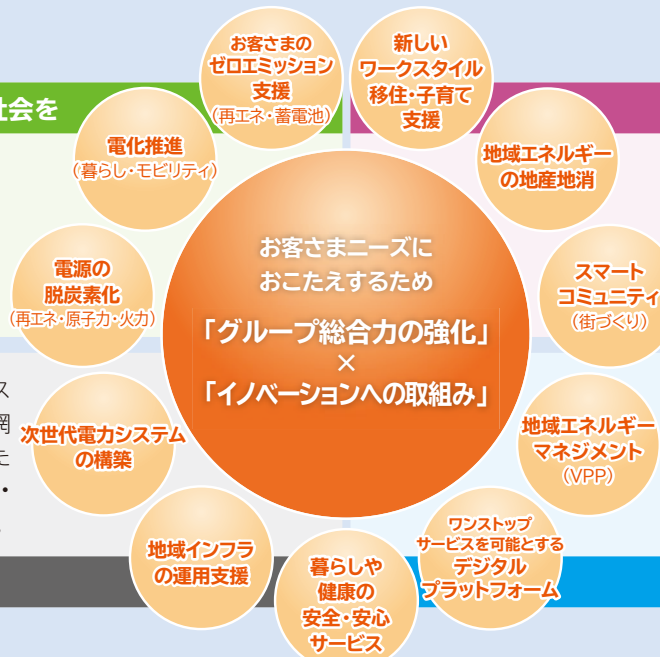 社会を
お客さまの
ゼロエミッション
支援
(再エネ・蓄電池)
新しい
ワークスタイル
移住・子育て
支援
電化推進
(暮らし・モビリティ)
地域エネルギー
の地産地消
電源の
脱炭素化
(再エネ・原子力・火力)
スマート
コミュニティ
(街づくり)
お客さまニーズに
おこたえするため
「グループ総合力の強化」
×
「イノベーションへの取組み」
ス
網
た
・
次世代電力システム
の構築
地域エネルギー
マネジメント
(VPP)
地域インフラ
の運用支援
暮らしや
健康の
安全・安心
サービス
ワンストップ
サービスを可能とする
デジタル
プラットフォーム